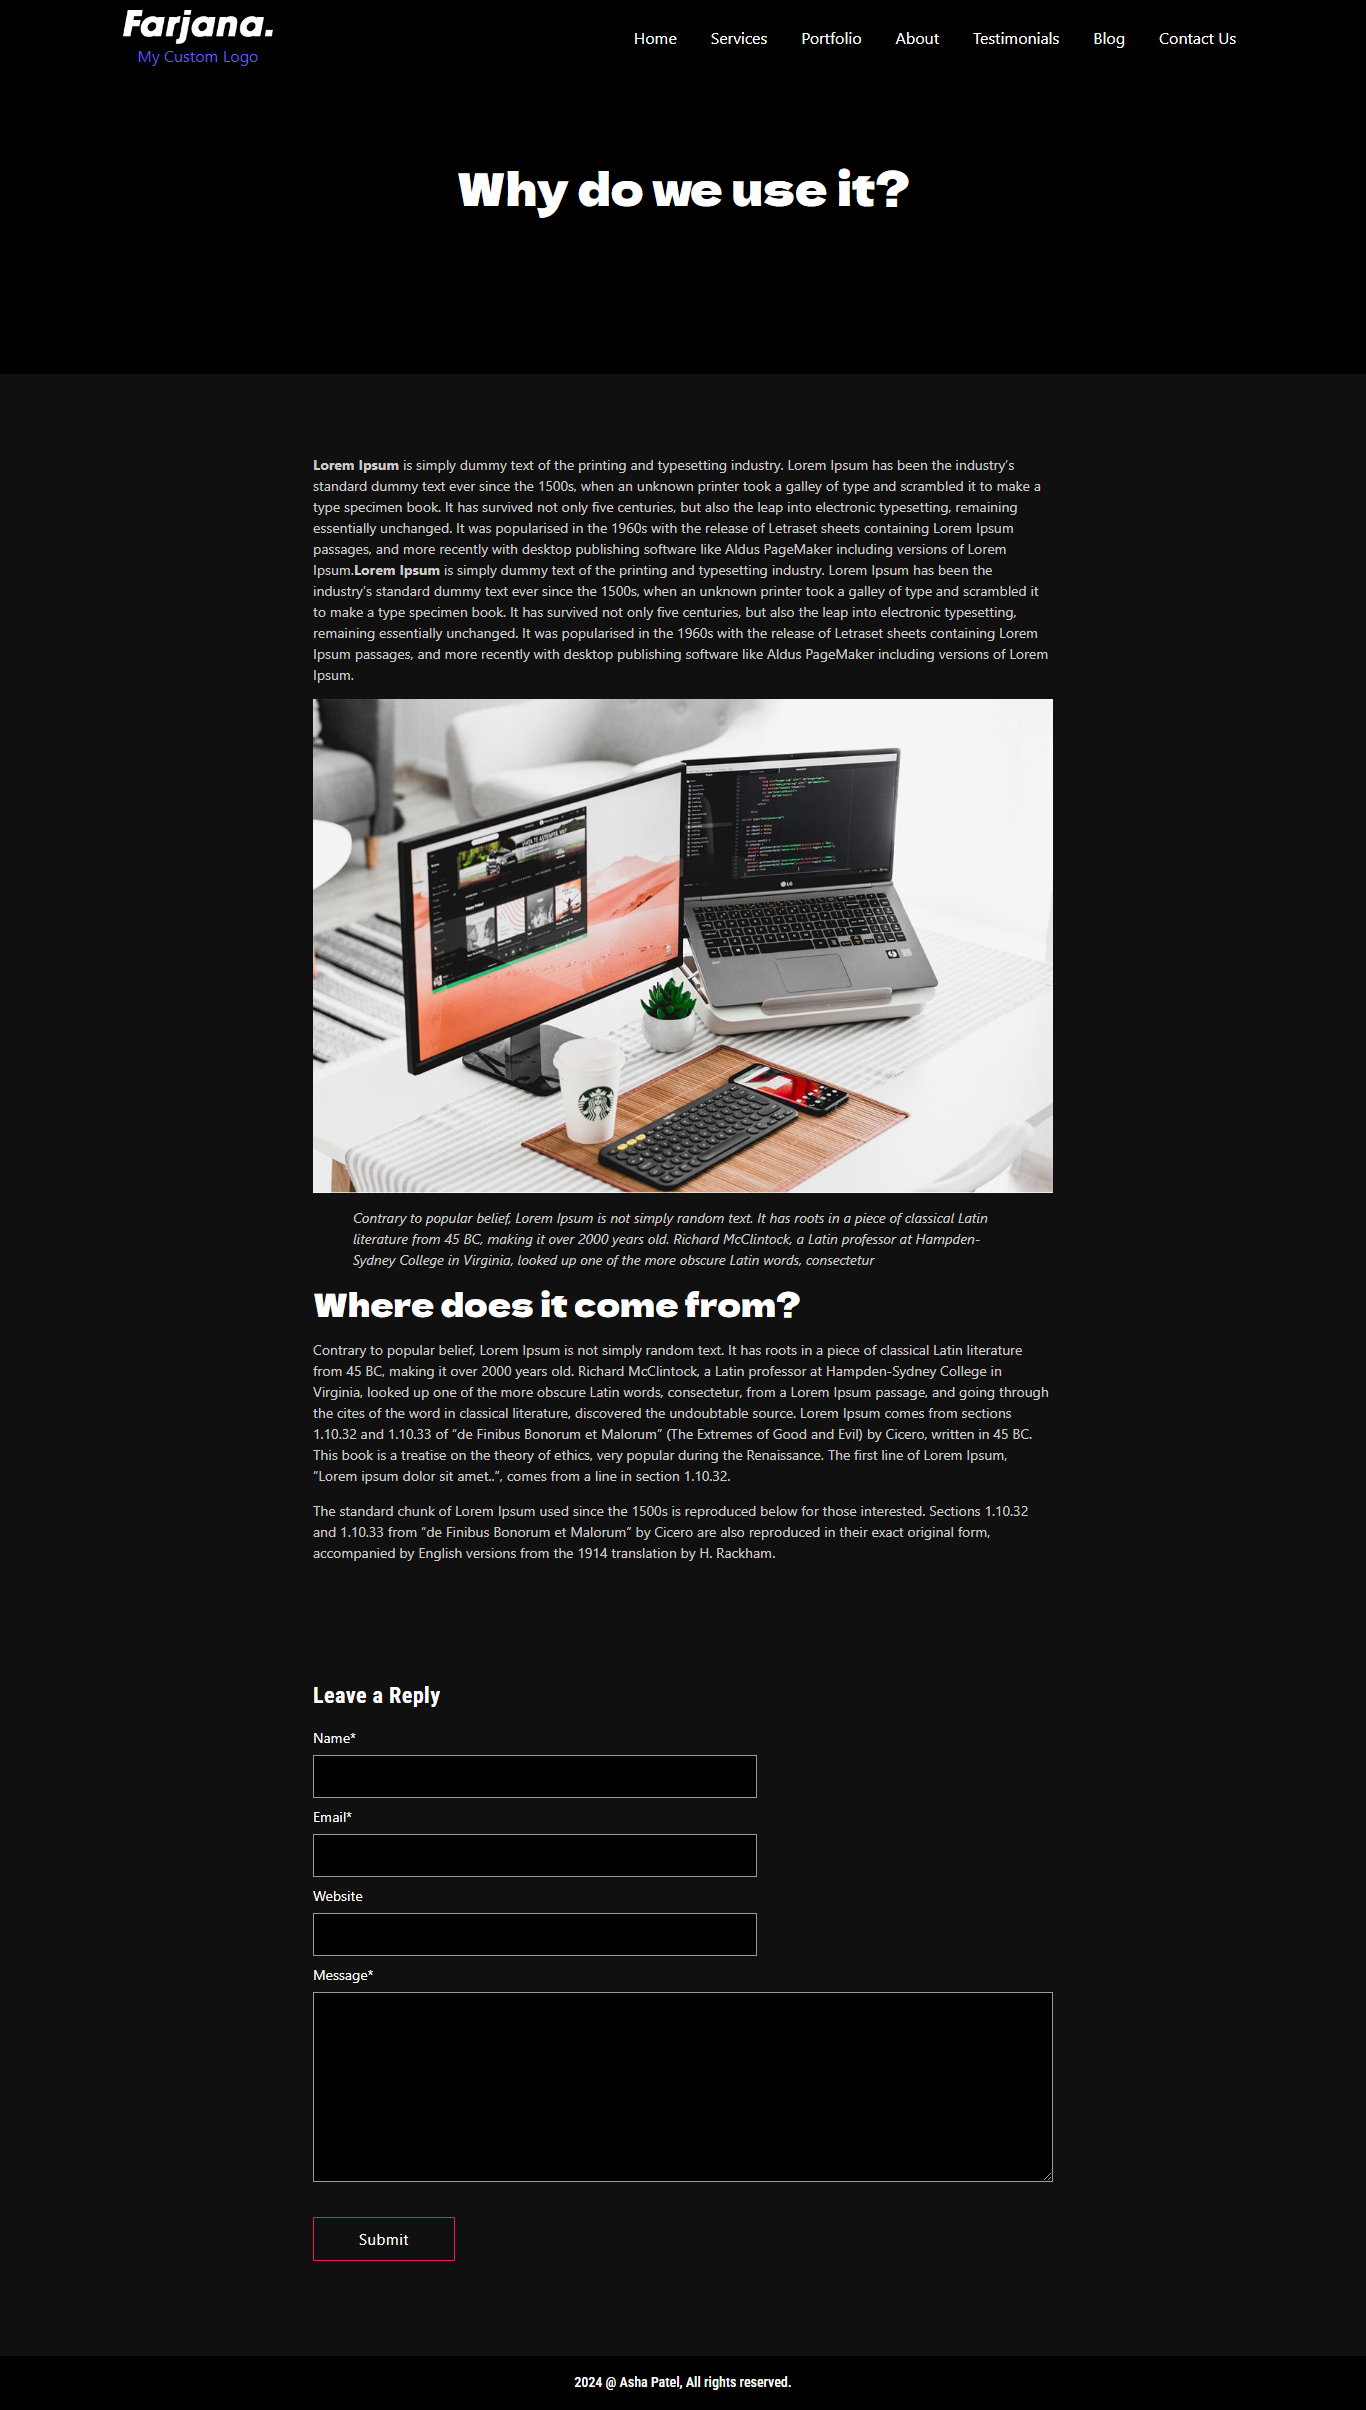 Farjana.
My Custom Logo
Home Services Portfolio About Testimonials Blog Contact Us
Why do we use it?
Lorem Ipsum is simply dummy text of the printing and typesetting industry. Lorem Ipsum has been the industry’s
standard dummy text ever since the 1500s, when an unknown printer took a galley of type and scrambled it to make a
type specimen book. It has survived not only five centuries, but also the leap into electronic typesetting, remaining
essentially unchanged. It was popularised in the 1960s with the release of Letraset sheets containing Lorem Ipsum
passages, and more recently with desktop publishing software like Aldus PageMaker including versions of Lorem
Ipsum.Lorem Ipsum is simply dummy text of the printing and typesetting industry. Lorem Ipsum has been the
industry’s standard dummy text ever since the 1500s, when an unknown printer took a galley of type and scrambled it
to make a type specimen book. It has survived not only five centuries, but also the leap into electronic typesetting,
remaining essentially unchanged. It was popularised in the 1960s with the release of Letraset sheets containing Lorem
Ipsum passages, and more recently with desktop publishing software like Aldus PageMaker including versions of Lorem
Ipsum.
LG
Contrary to popular belief, Lorem Ipsum is not simply random text. It has roots in a piece of classical Latin
literature from 45 BC, making it over 2000 years old. Richard McClintock, a Latin professor at Hampden-
Sydney College in Virginia, looked up one of the more obscure Latin words, consectetur
Where does it come from?
Contrary to popular belief, Lorem Ipsum is not simply random text. It has roots in a piece of classical Latin literature
from 45 BC, making it over 2000 years old. Richard McClintock, a Latin professor at Hampden-Sydney College in
Virginia, looked up one of the more obscure Latin words, consectetur, from a Lorem Ipsum passage, and going through
the cites of the word in classical literature, discovered the undoubtable source. Lorem Ipsum comes from sections
1.10.32 and 1.10.33 of “de Finibus Bonorum et Malorum” (The Extremes of Good and Evil) by Cicero, written in 45 BC.
This book is a treatise on the theory of ethics, very popular during the Renaissance. The first line of Lorem Ipsum,
“Lorem ipsum dolor sit amet..”, comes from a line in section 1.10.32.
The standard chunk of Lorem Ipsum used since the 1500s is reproduced below for those interested. Sections 1.10.32
and 1.10.33 from “de Finibus Bonorum et Malorum” by Cicero are also reproduced in their exact original form,
accompanied by English versions from the 1914 translation by H. Rackham.
Leave a Reply
Name*
Email*
Website
Message*
Submit
2024 @ Asha Patel, All rights reserved.